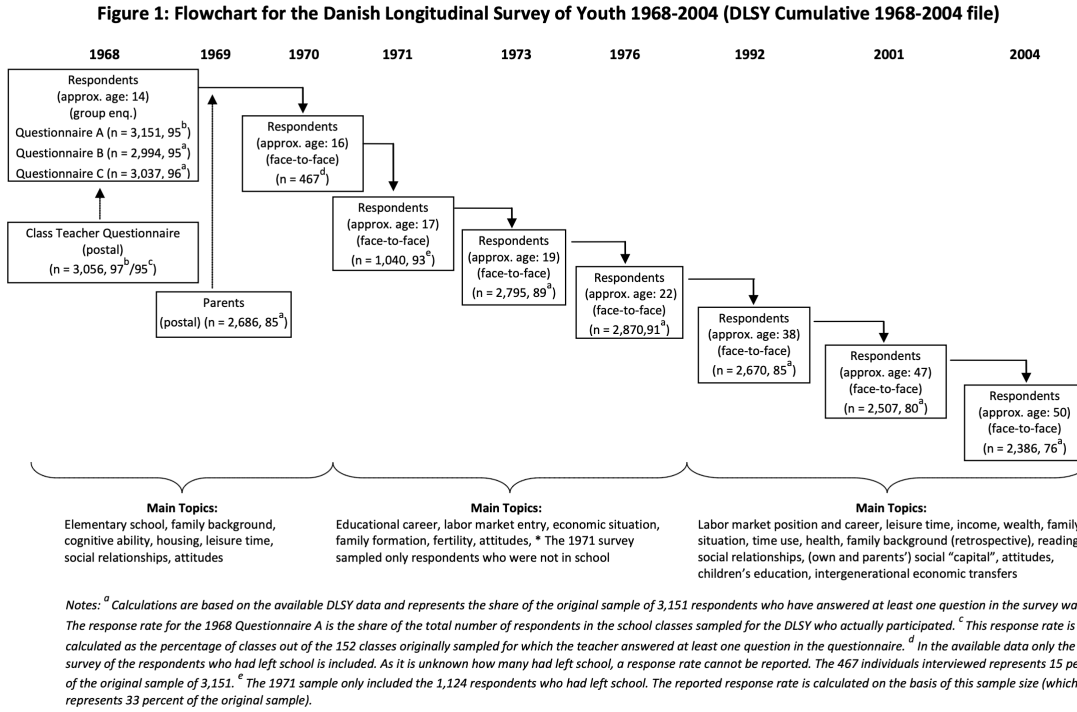 Figure 1: Flowchart for the Danish Longitudinal Survey of Youth 1968-2004 (DLSY Cumulative 1968-2004 file)
1968 1969 1970 1971 1973 1976 1992 2001 2004
Respondents
(approx. age: 14)
(group enq.)
Questionnaire A (n = 3,151, 95b)
Questionnaire B (n = 2,994, 95a)
Questionnaire C (n = 3,037, 96a)
Class Teacher Questionnaire
(postal)
(n = 3,056, 97b/95c)
Parents
(postal) (n = 2,686, 85a)
Respondents
(approx. age: 16)
(face-to-face)
(n = 467d)
Respondents
(approx. age: 17)
(face-to-face)
(n = 1,040, 93e)
Respondents
(approx. age: 19)
(face-to-face)
(n = 2,795, 89a)
Respondents
(approx. age: 22)
(face-to-face)
(n = 2,870,91a)
Respondents
(approx. age: 38)
(face-to-face)
(n = 2,670, 85a)
Respondents
(approx. age: 47)
(face-to-face)
(n = 2,507, 80a)
Respondents
(approx. age: 50)
(face-to-face)
(n = 2,386, 76a)
Main Topics:
Elementary school, family background,
cognitive ability, housing, leisure time,
social relationships, attitudes
Main Topics:
Educational career, labor market entry, economic situation,
family formation, fertility, attitudes, * The 1971 survey
sampled only respondents who were not in school
Main Topics:
Labor market position and career, leisure time, income, wealth, family
situation, time use, health, family background (retrospective), reading
social relationships, (own and parents') social "capital", attitudes,
children's education, intergenerational economic transfers
Notes: a Calculations are based on the available DLSY data and represents the share of the original sample of 3,151 respondents who have answered at least one question in the survey wa
The response rate for the 1968 Questionnaire A is the share of the total number of respondents in the school classes sampled for the DLSY who actually participated. c This response rate is
calculated as the percentage of classes out of the 152 classes originally sampled for which the teacher answered at least one question in the questionnaire. d In the available data only the
survey of the respondents who had left school is included. As it is unknown how many had left school, a response rate cannot be reported. The 467 individuals interviewed represents 15 pe
of the original sample of 3,151. e The 1971 sample only included the 1,124 respondents who had left school. The reported response rate is calculated on the basis of this sample size (which
represents 33 percent of the original sample).